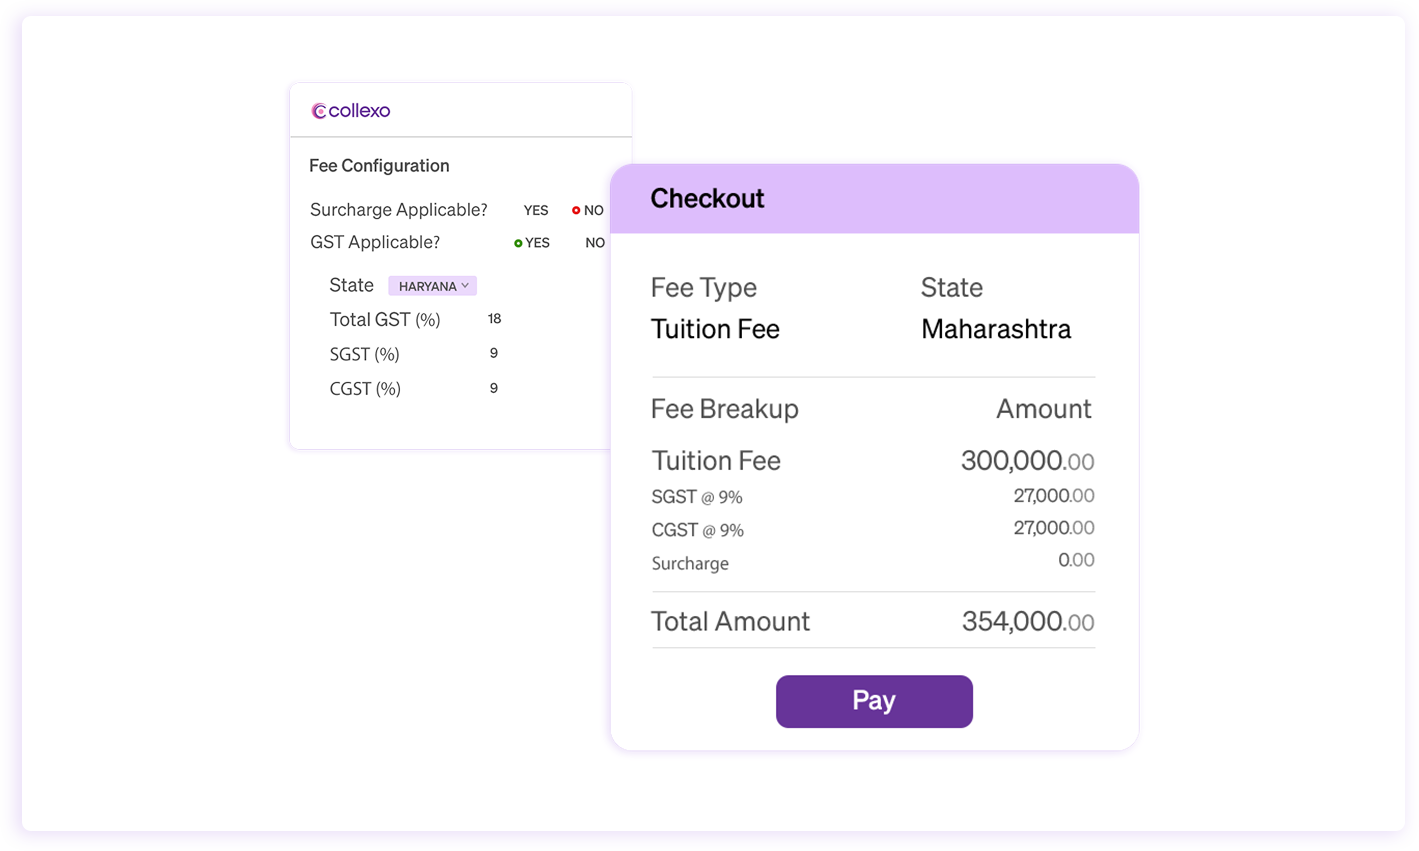 collexo
Fee Configuration
Surcharge Applicable? YES NO
GST Applicable? YES NO
State HARYANA
Total GST (%) 18
SGST (%) 9
CGST (%) 9
Checkout
Fee Type State
Tuition Fee Maharashtra
Fee Breakup Amount
Tuition Fee 300,000.00
SGST @ 9% 27,000.00
CGST @ 9% 27,000.00
Surcharge 0.00
Total Amount 354,000.00
Pay